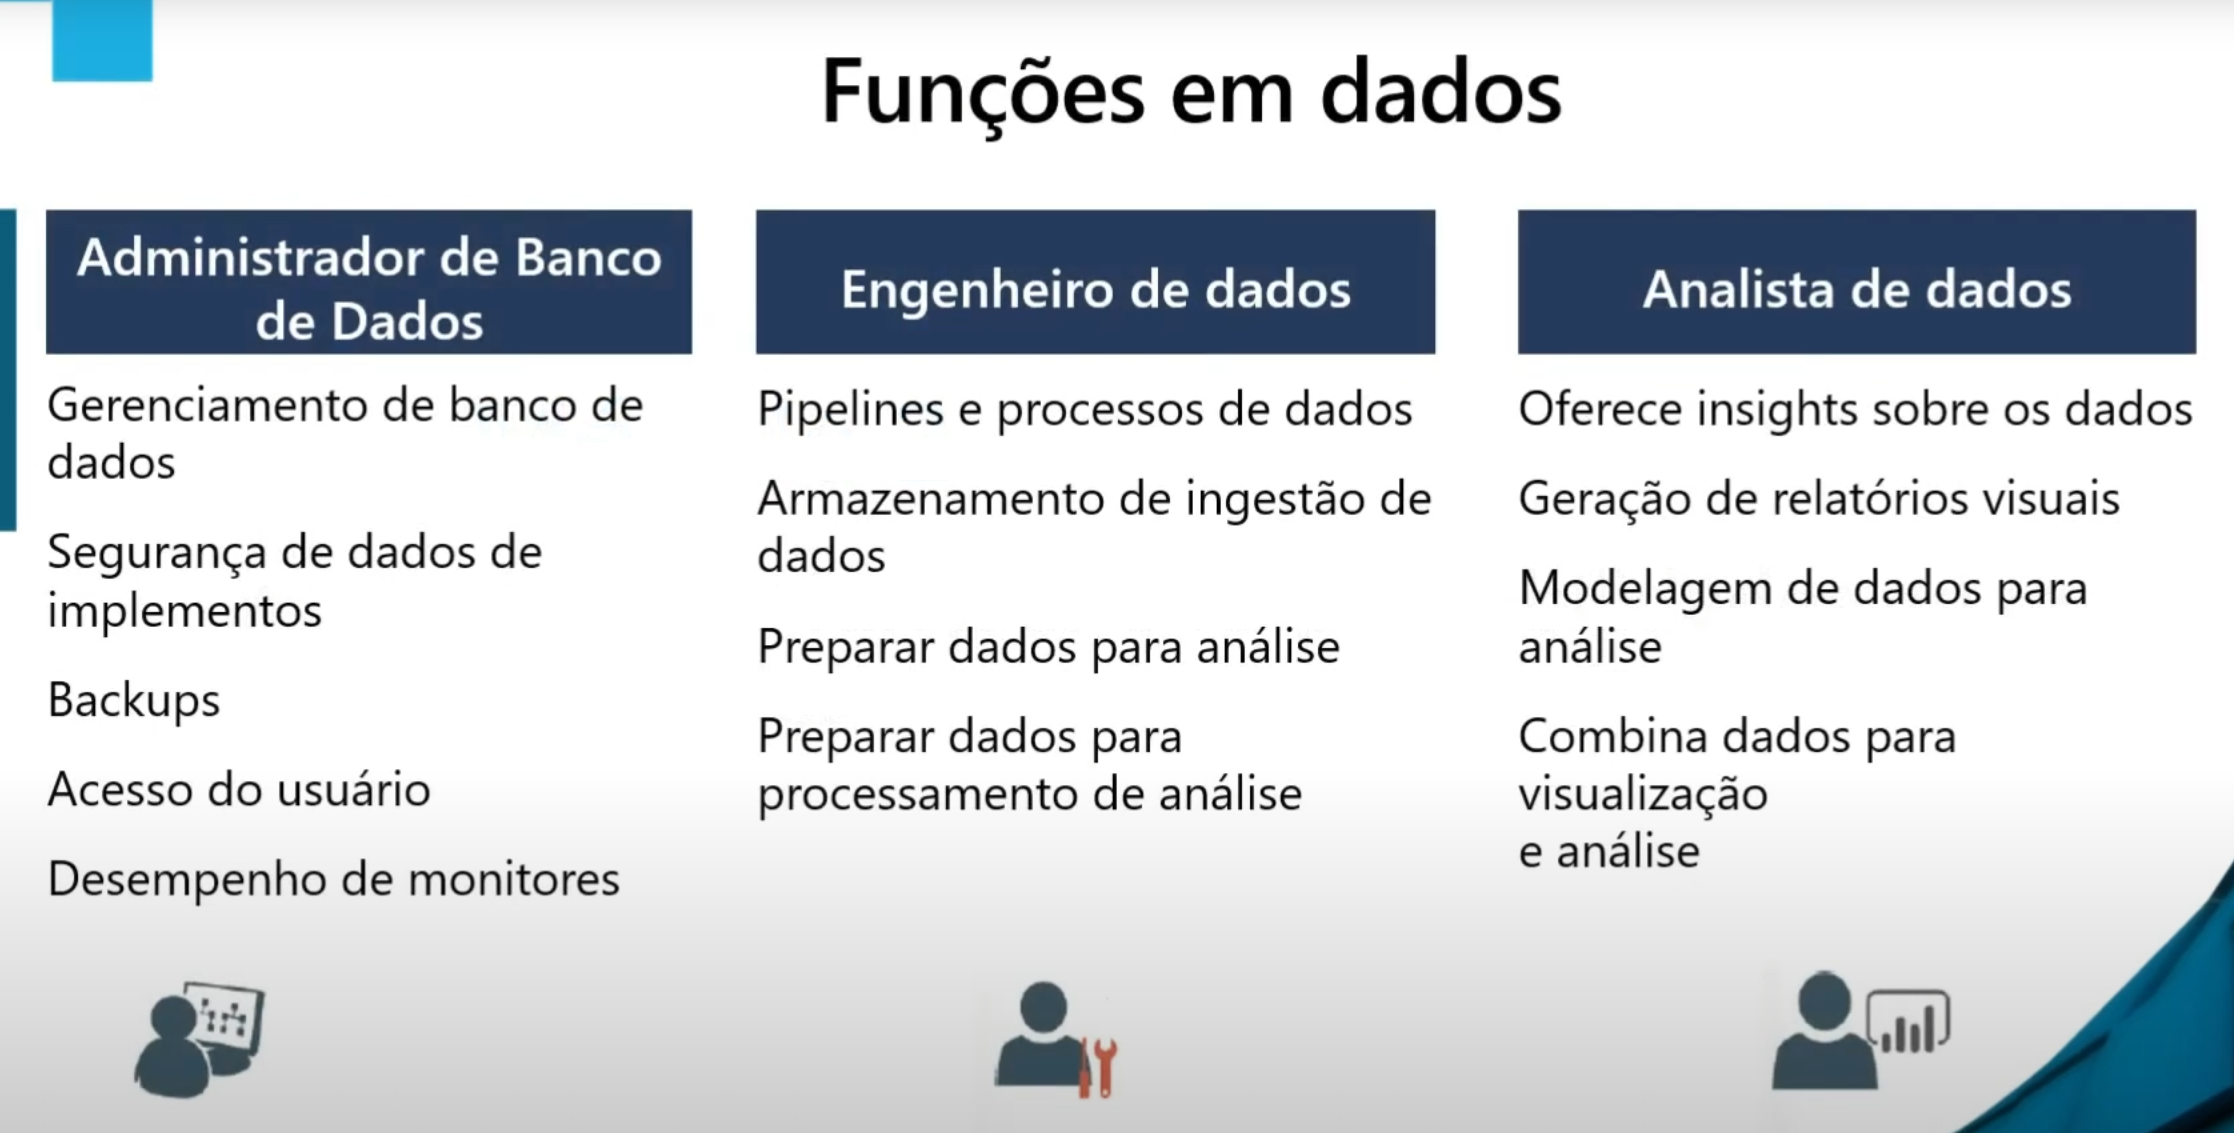 Funções em dados
Administrador de Banco
de Dados
Gerenciamento de banco de
dados
Segurança de dados de
implementos
Backups
Acesso do usuário
Desempenho de monitores
Engenheiro de dados
Pipelines e processos de dados
Armazenamento de ingestão de
dados
Preparar dados para análise
Preparar dados para
processamento de análise
Analista de dados
Oferece insights sobre os dados
Geração de relatórios visuais
Modelagem de dados para
análise
Combina dados para
visualização
e análise